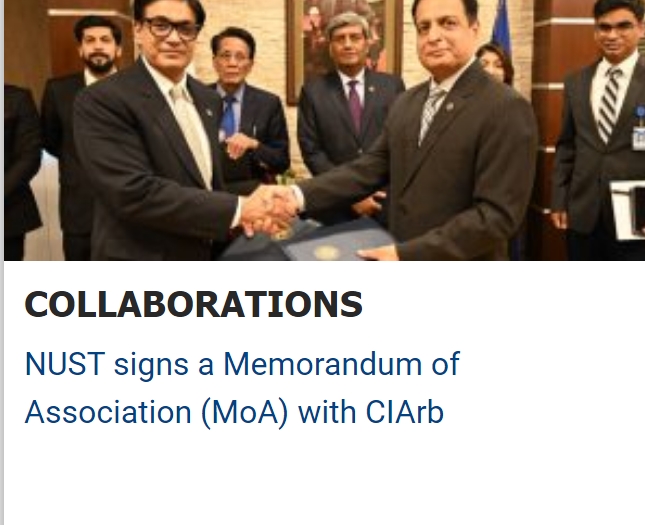 COLLABORATIONS
NUST signs a Memorandum of
Association (MoA) with CIArb